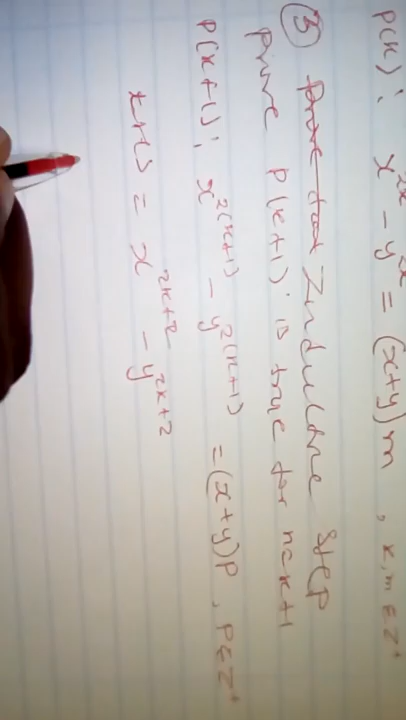 P(k): x^2k - y^2k = (x+y)m , k, m ∈ Z^+
③ Prove that Inductive Step
Prove P(k+1) is true for n=k+1
P(k+1): x^2(k+1) - y^2(k+1) = (x+y)P , P ∈ Z^+
LHS = x^2k+2 - y^2k+2